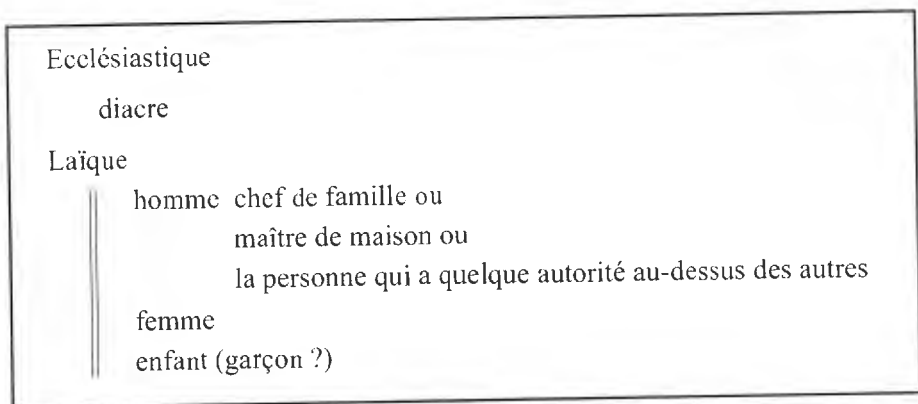 Ecclésiastique
diacre
Laïque
homme chef de famille ou
maître de maison ou
la personne qui a quelque autorité au-dessus des autres
femme
enfant (garçon ?)